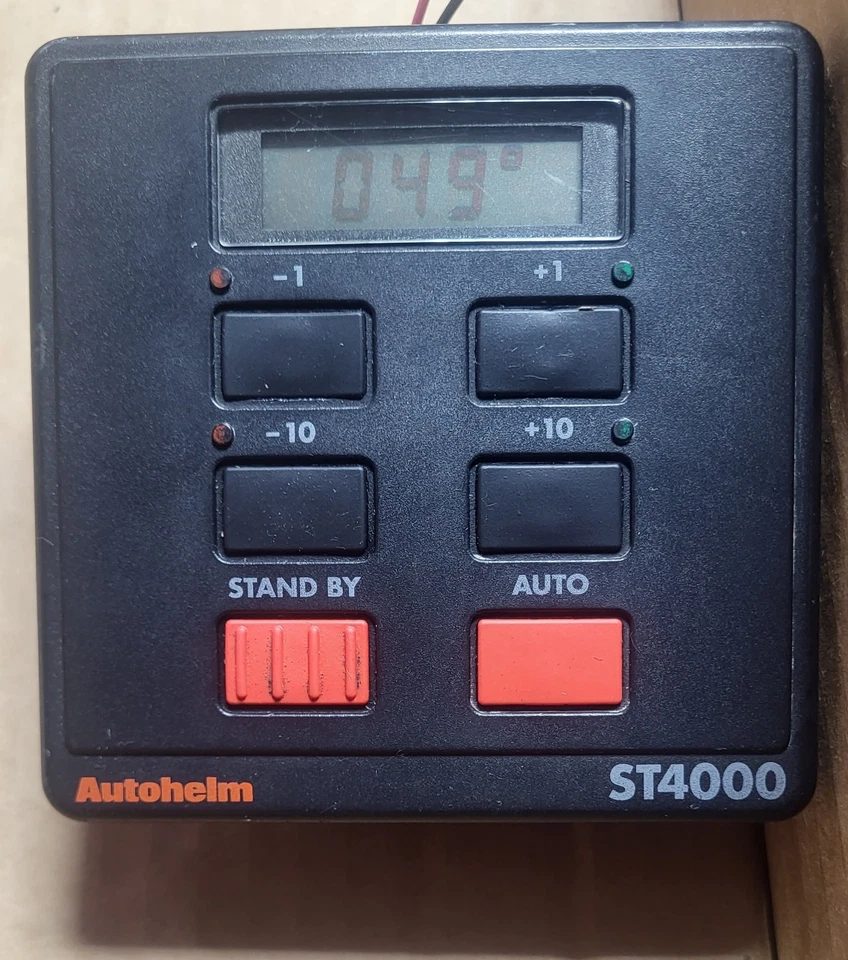 049°
-1 +1
-10 +10
STAND BY AUTO
Autohelm ST4000